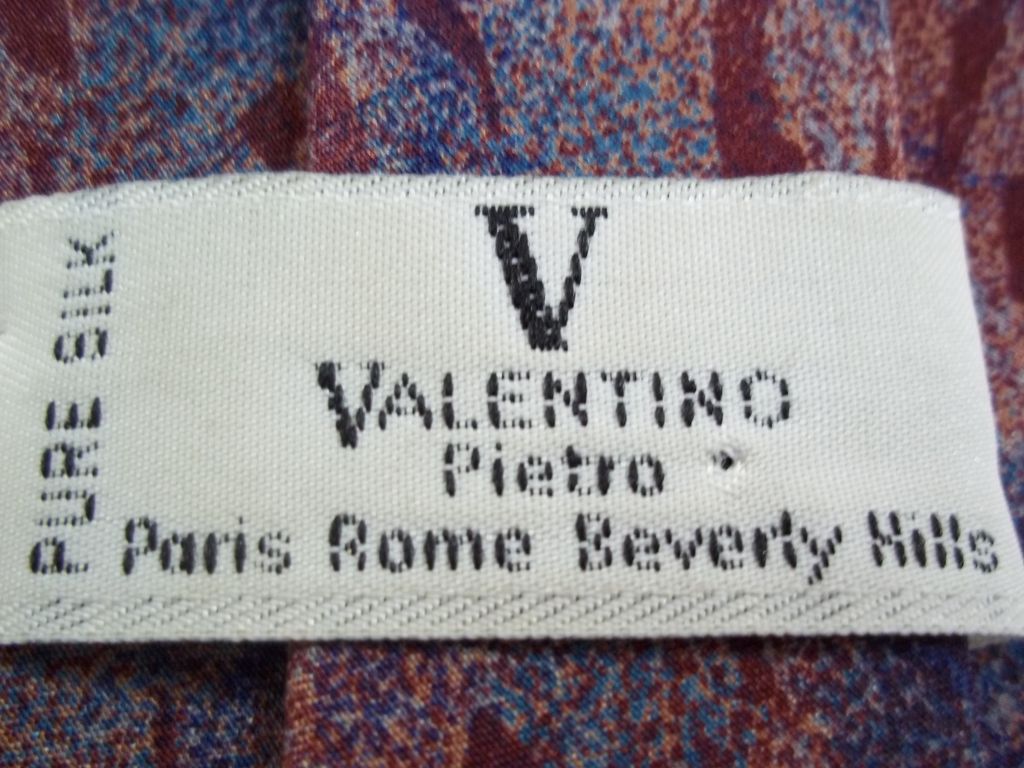 V
VALENTINO
Pietro
Paris Rome Beverly Hills
PURE SILK